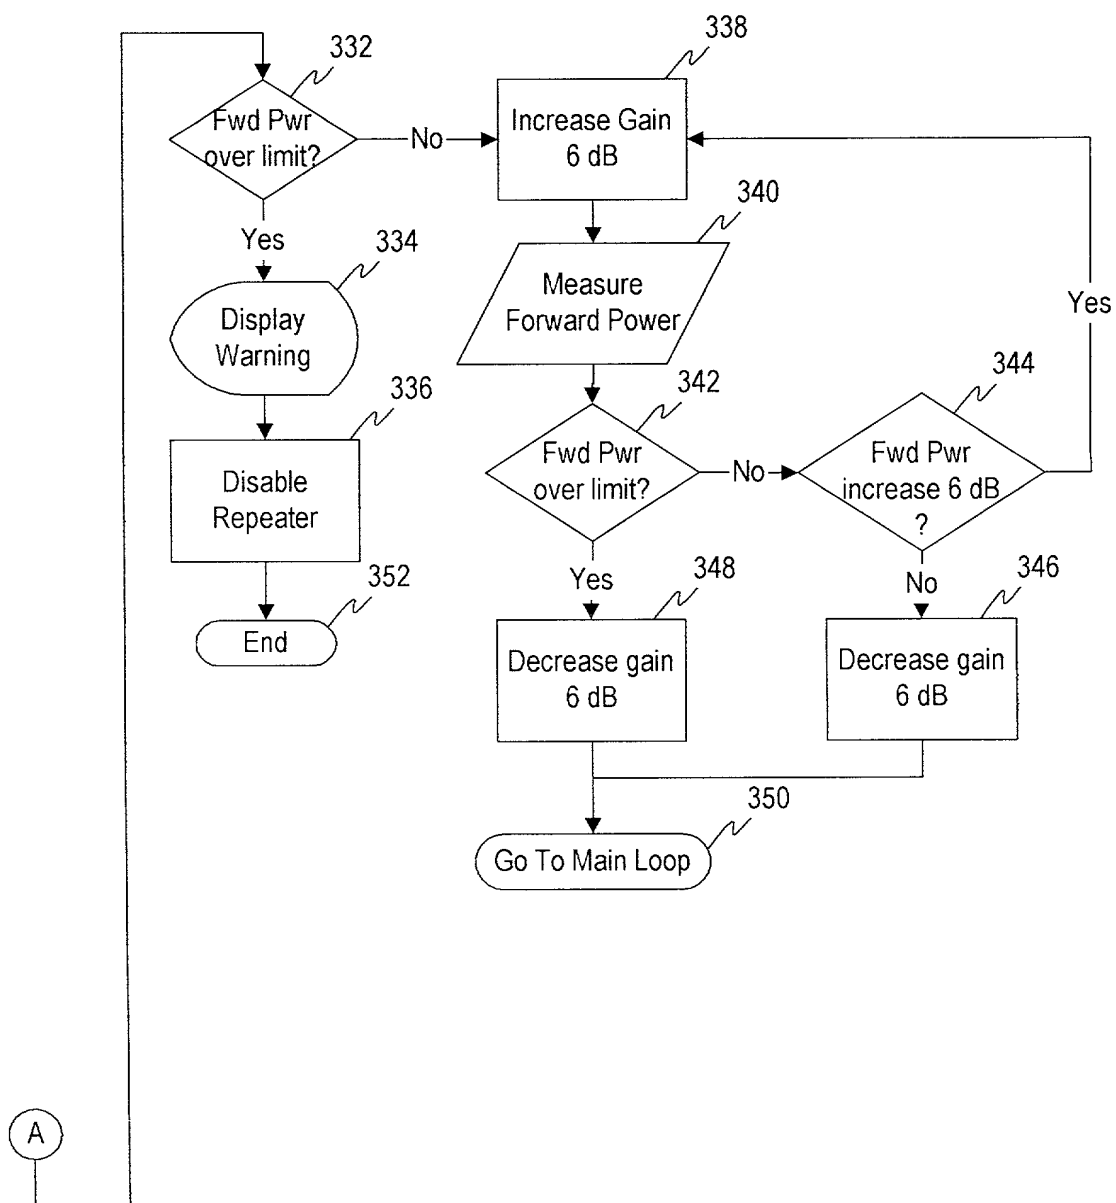 332
Fwd Pwr
over limit?
No
Yes
334
Display
Warning
336
Disable
Repeater
352
End
338
Increase Gain
6 dB
340
Measure
Forward Power
342
Fwd Pwr
over limit?
No
Yes
344
Fwd Pwr
increase 6 dB
?
Yes
No
348
Decrease gain
6 dB
346
Decrease gain
6 dB
350
Go To Main Loop
A